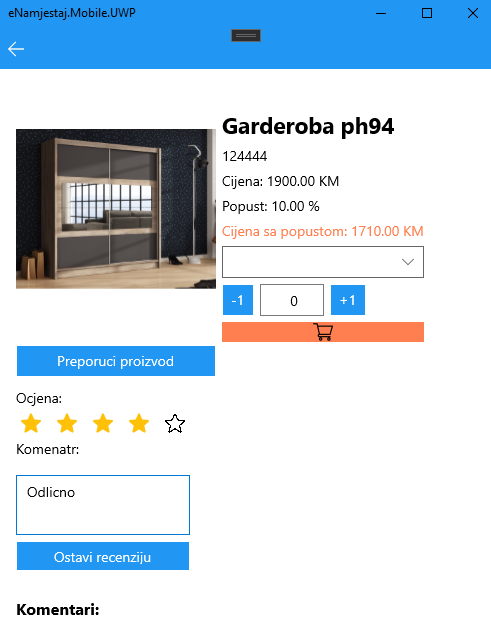 eNamjestaj.Mobile.UWP
Garderoba ph94
124444
Cijena: 1900.00 KM
Popust: 10.00 %
Cijena sa popustom: 1710.00 KM
-1 0 +1
Preporuci proizvod
Ocjena:
Komenatr:
Odlicno
Ostavi recenziju
Komentari: